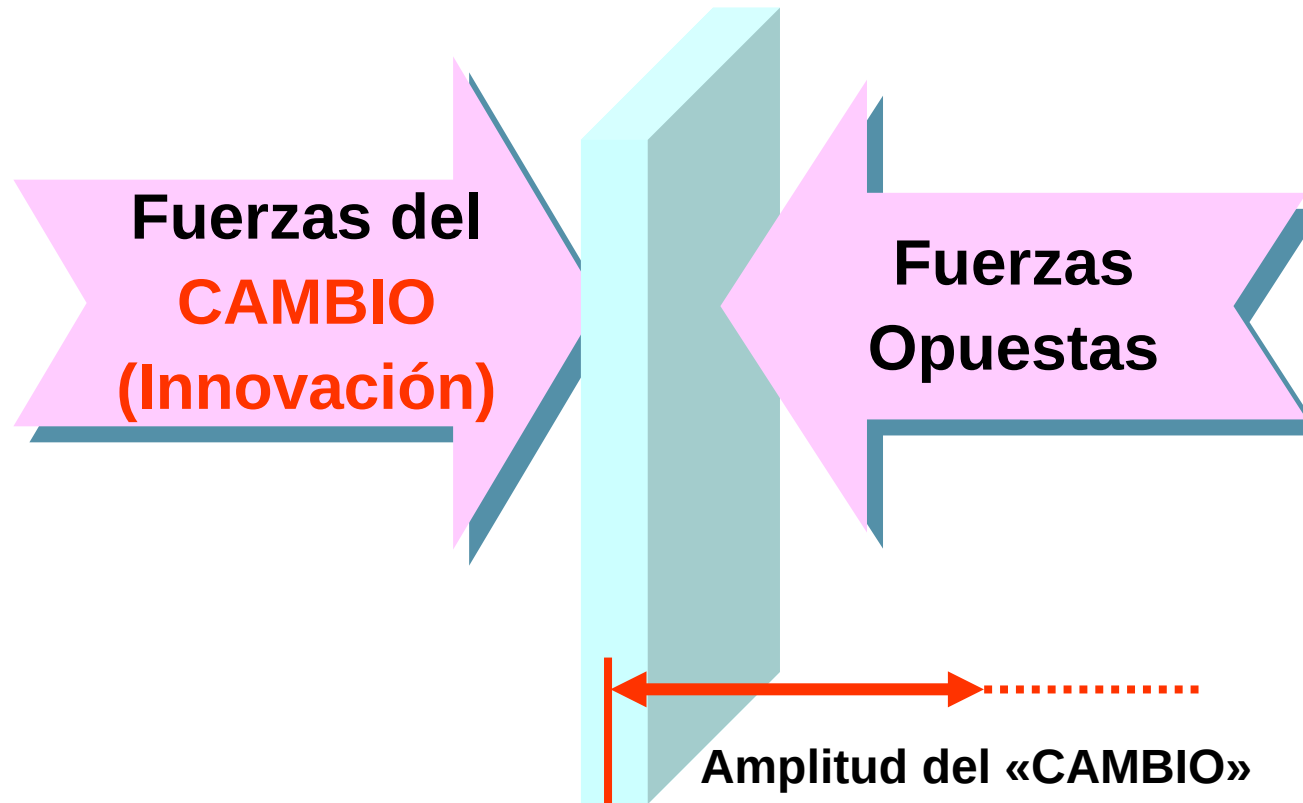 Fuerzas del
CAMBIO
(Innovación)
Fuerzas
Opuestas
Amplitud del «CAMBIO»